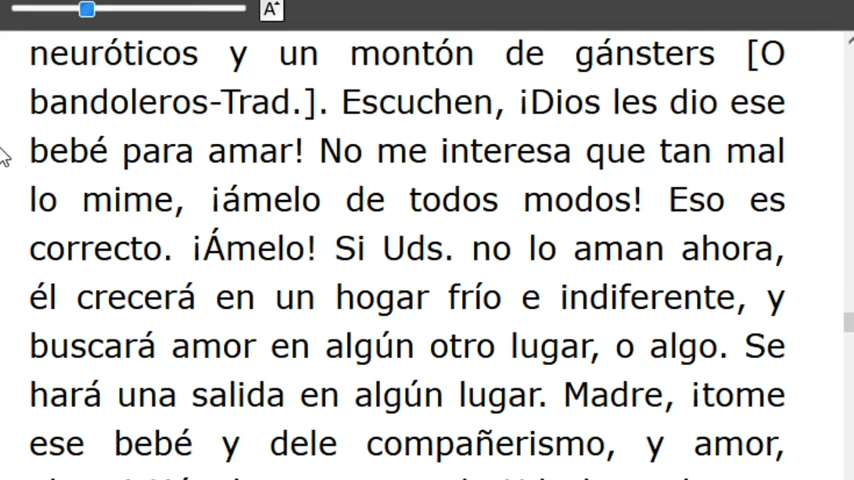 A
neuróticos y un montón de gánsters [O
bandoleros-Trad.]. Escuchen, ¡Dios les dio ese
bebé para amar! No me interesa que tan mal
lo mime, ¡ámelo de todos modos! Eso es
correcto. ¡Ámelo! Si Uds. no lo aman ahora,
él crecerá en un hogar frío e indiferente, y
buscará amor en algún otro lugar, o algo. Se
hará una salida en algún lugar. Madre, ¡tome
ese bebé y dele compañerismo, y amor,